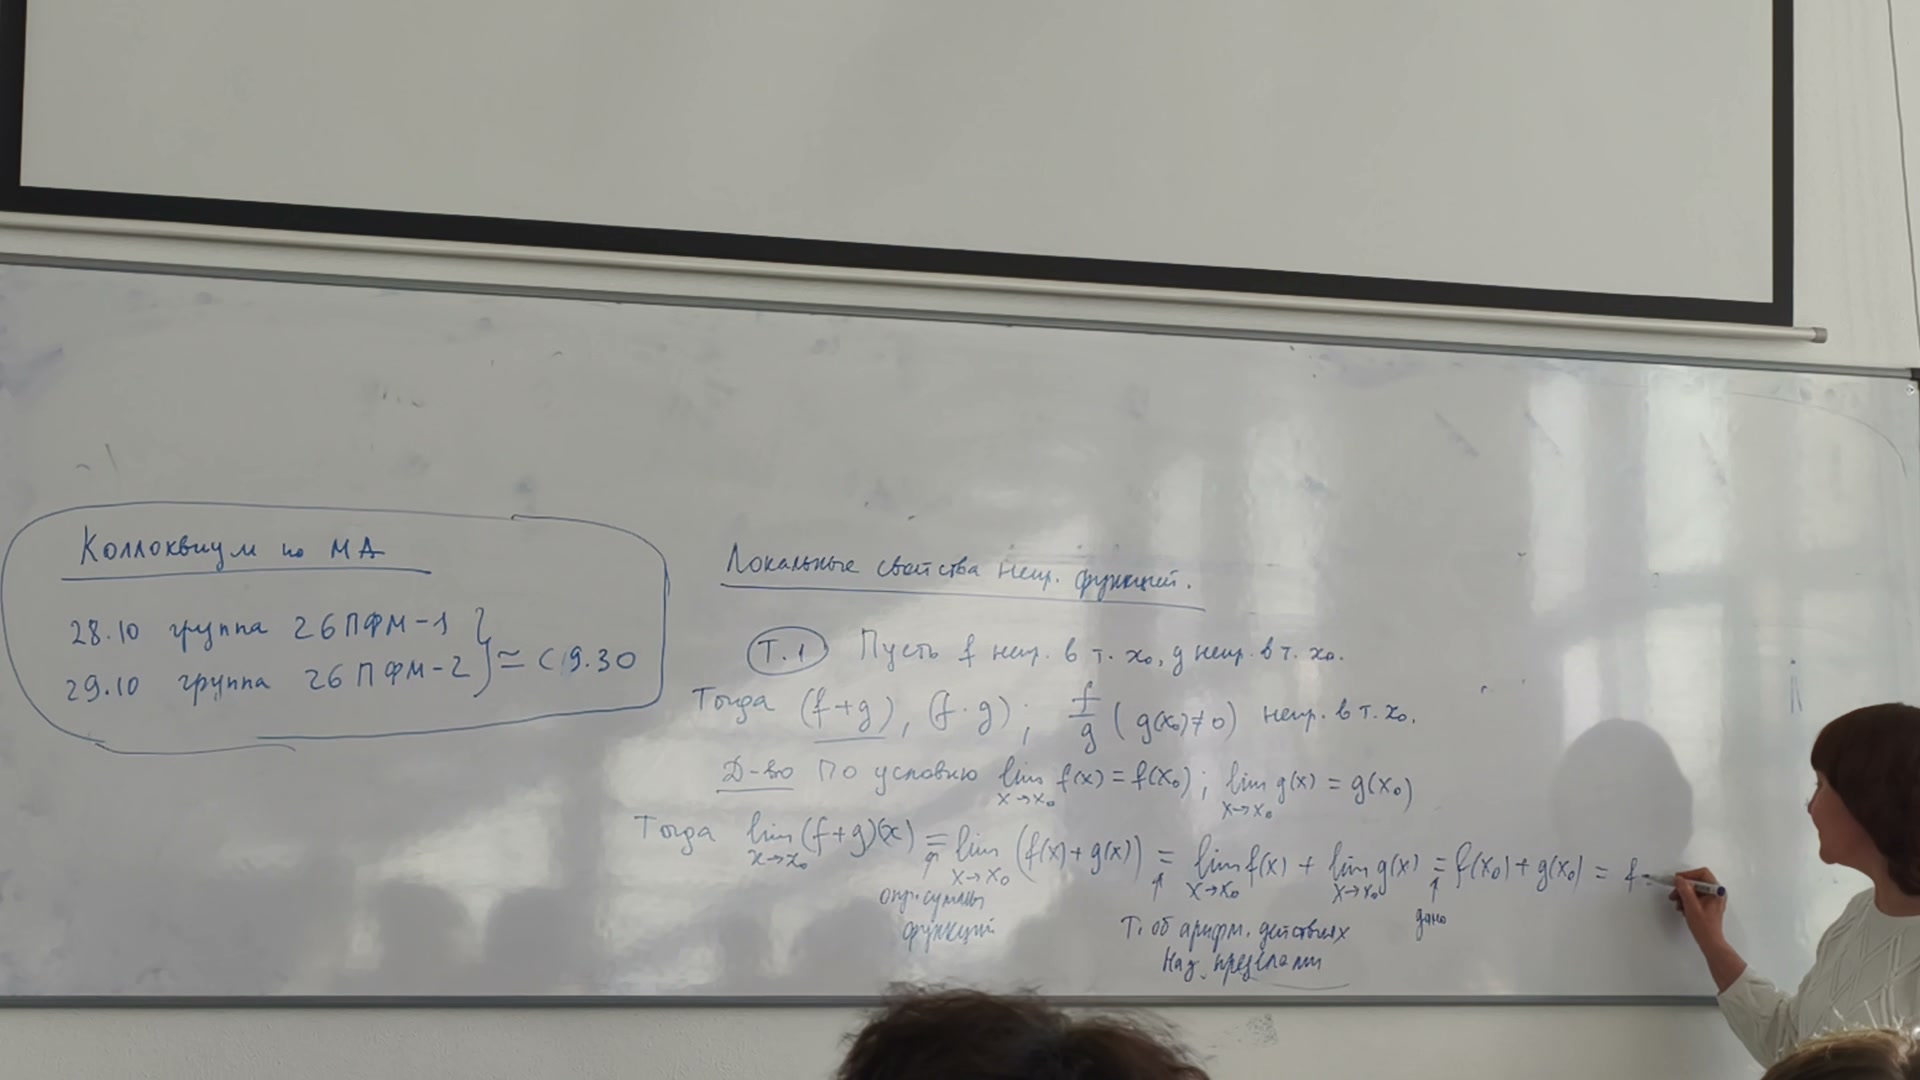 Коллоквиум по МА
28.10 группа 26ПФМ-1
29.10 группа 26ПФМ-2 } ≃ с 9.30
Локальные свойства непр. функций.
Т.1 Пусть f непр. в т. x₀, g непр. в т. x₀.
Тогда (f+g), (f·g); f/g (g(x₀)≠0) непр. в т. x₀.
Д-во По условию lim x→x₀ f(x) = f(x₀); lim x→x₀ g(x) = g(x₀)
Тогда lim x→x₀ (f+g)(x) = lim x→x₀ (f(x)+g(x)) = lim x→x₀ f(x) + lim x→x₀ g(x) = f(x₀)+g(x₀) =
↑ опр. суммы
функций
↑ Т. об арифм. действиях
над пределами
↑ дано